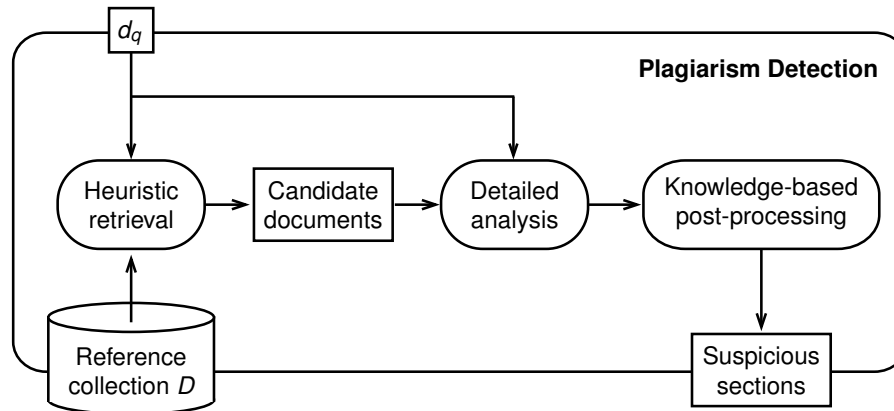 d_q
Plagiarism Detection
Heuristic
retrieval
Candidate
documents
Detailed
analysis
Knowledge-based
post-processing
Reference
collection D
Suspicious
sections